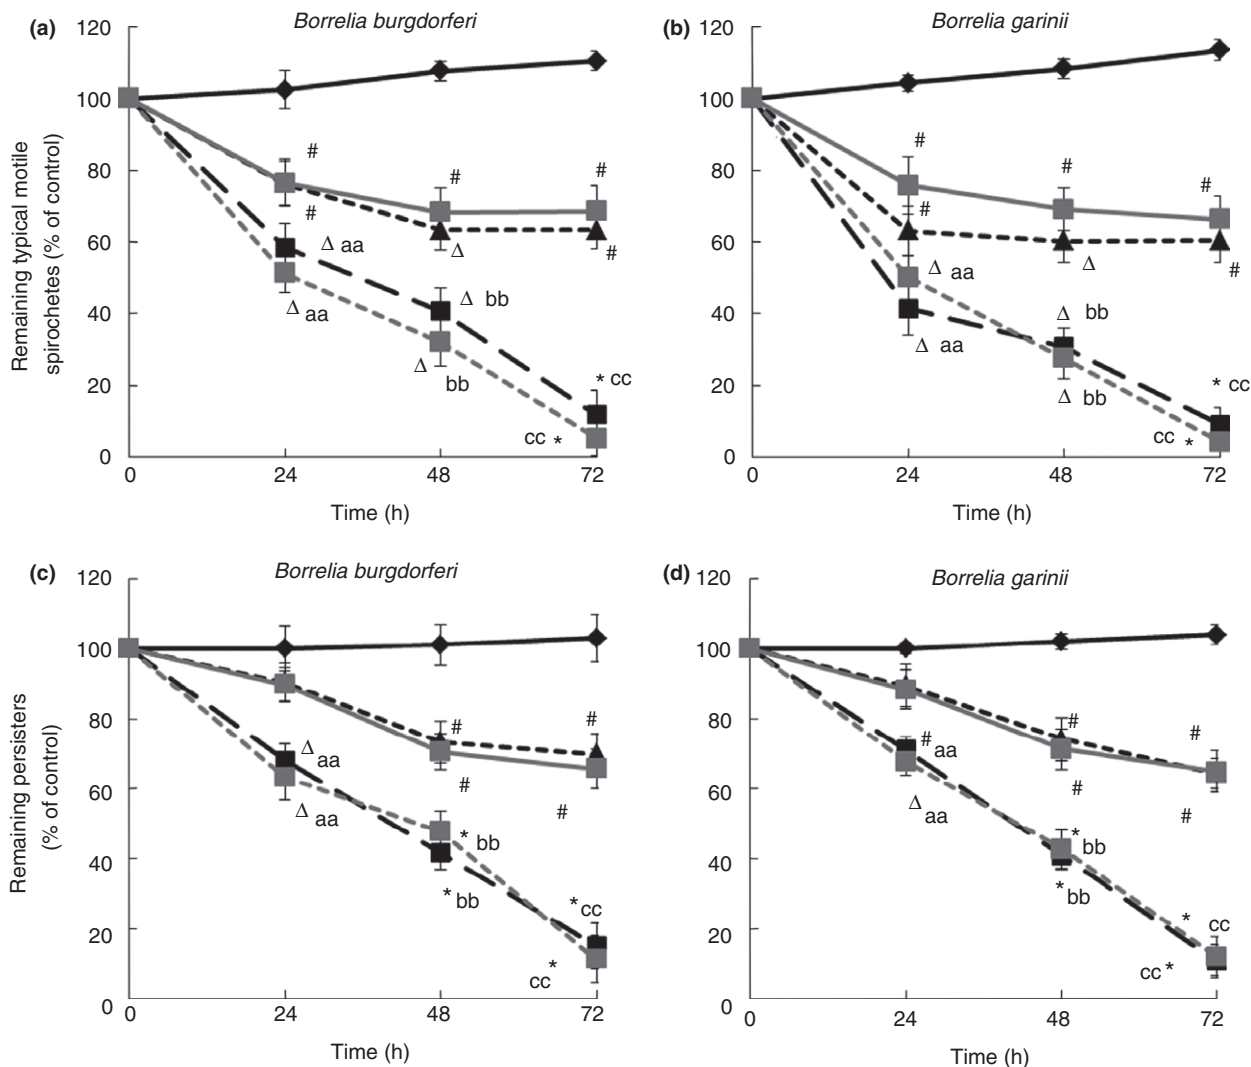 (a)
Borrelia burgdorferi
Remaining typical motile
spirochetes (% of control)
120
100
80
60
40
20
0
#
#
Δ aa
Δ aa
#
Δ
Δ bb
Δ
bb
#
#
* cc
cc *
0 24 48 72
Time (h)
(b)
Borrelia garinii
120
100
80
60
40
20
0
#
#
Δ aa
Δ aa
#
Δ
Δ bb
Δ bb
#
#
* cc
cc *
0 24 48 72
Time (h)
(c)
Borrelia burgdorferi
Remaining persisters
(% of control)
120
100
80
60
40
20
0
Δ aa
Δ aa
#
#
* bb
* bb
#
#
* cc
cc *
0 24 48 72
Time (h)
(d)
Borrelia garinii
120
100
80
60
40
20
0
# aa
Δ aa
#
#
* bb
* bb
#
#
* cc
cc *
0 24 48 72
Time (h)